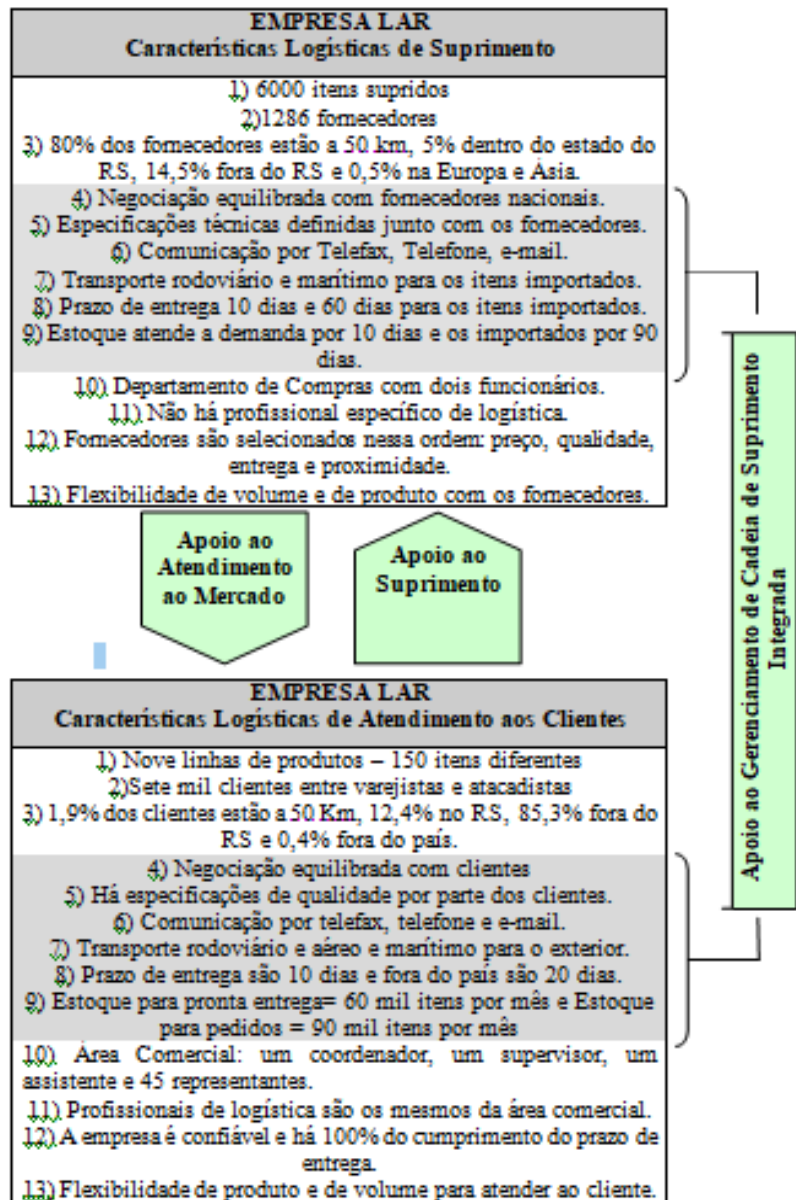 EMPRESA LAR
Características Logísticas de Suprimento
1) 6000 itens supridos
2)1286 fornecedores
3) 80% dos fornecedores estão a 50 km, 5% dentro do estado do
RS, 14,5% fora do RS e 0,5% na Europa e Ásia.
4) Negociação equilibrada com fornecedores nacionais.
5) Especificações técnicas definidas junto com os fornecedores.
6) Comunicação por Telefax, Telefone, e-mail.
7) Transporte rodoviário e marítimo para os itens importados.
8) Prazo de entrega 10 dias e 60 dias para os itens importados.
9) Estoque atende a demanda por 10 dias e os importados por 90
dias.
10) Departamento de Compras com dois funcionários.
11) Não há profissional específico de logística.
12) Fornecedores são selecionados nessa ordem: preço, qualidade,
entrega e proximidade.
13) Flexibilidade de volume e de produto com os fornecedores.
Apoio ao
Atendimento
ao Mercado
Apoio ao
Suprimento
Apoio ao Gerenciamento de Cadeia de Suprimento
Integrada
EMPRESA LAR
Características Logísticas de Atendimento aos Clientes
1) Nove linhas de produtos – 150 itens diferentes
2)Sete mil clientes entre varejistas e atacadistas
3) 1,9% dos clientes estão a 50 Km, 12,4% no RS, 85,3% fora do
RS e 0,4% fora do país.
4) Negociação equilibrada com clientes
5) Há especificações de qualidade por parte dos clientes.
6) Comunicação por telefax, telefone e e-mail.
7) Transporte rodoviário e aéreo e marítimo para o exterior.
8) Prazo de entrega são 10 dias e fora do país são 20 dias.
9) Estoque para pronta entrega= 60 mil itens por mês e Estoque
para pedidos = 90 mil itens por mês
10) Área Comercial: um coordenador, um supervisor, um
assistente e 45 representantes.
11) Profissionais de logística são os mesmos da área comercial.
12) A empresa é confiável e há 100% do cumprimento do prazo de
entrega.
13) Flexibilidade de produto e de volume para atender ao cliente.